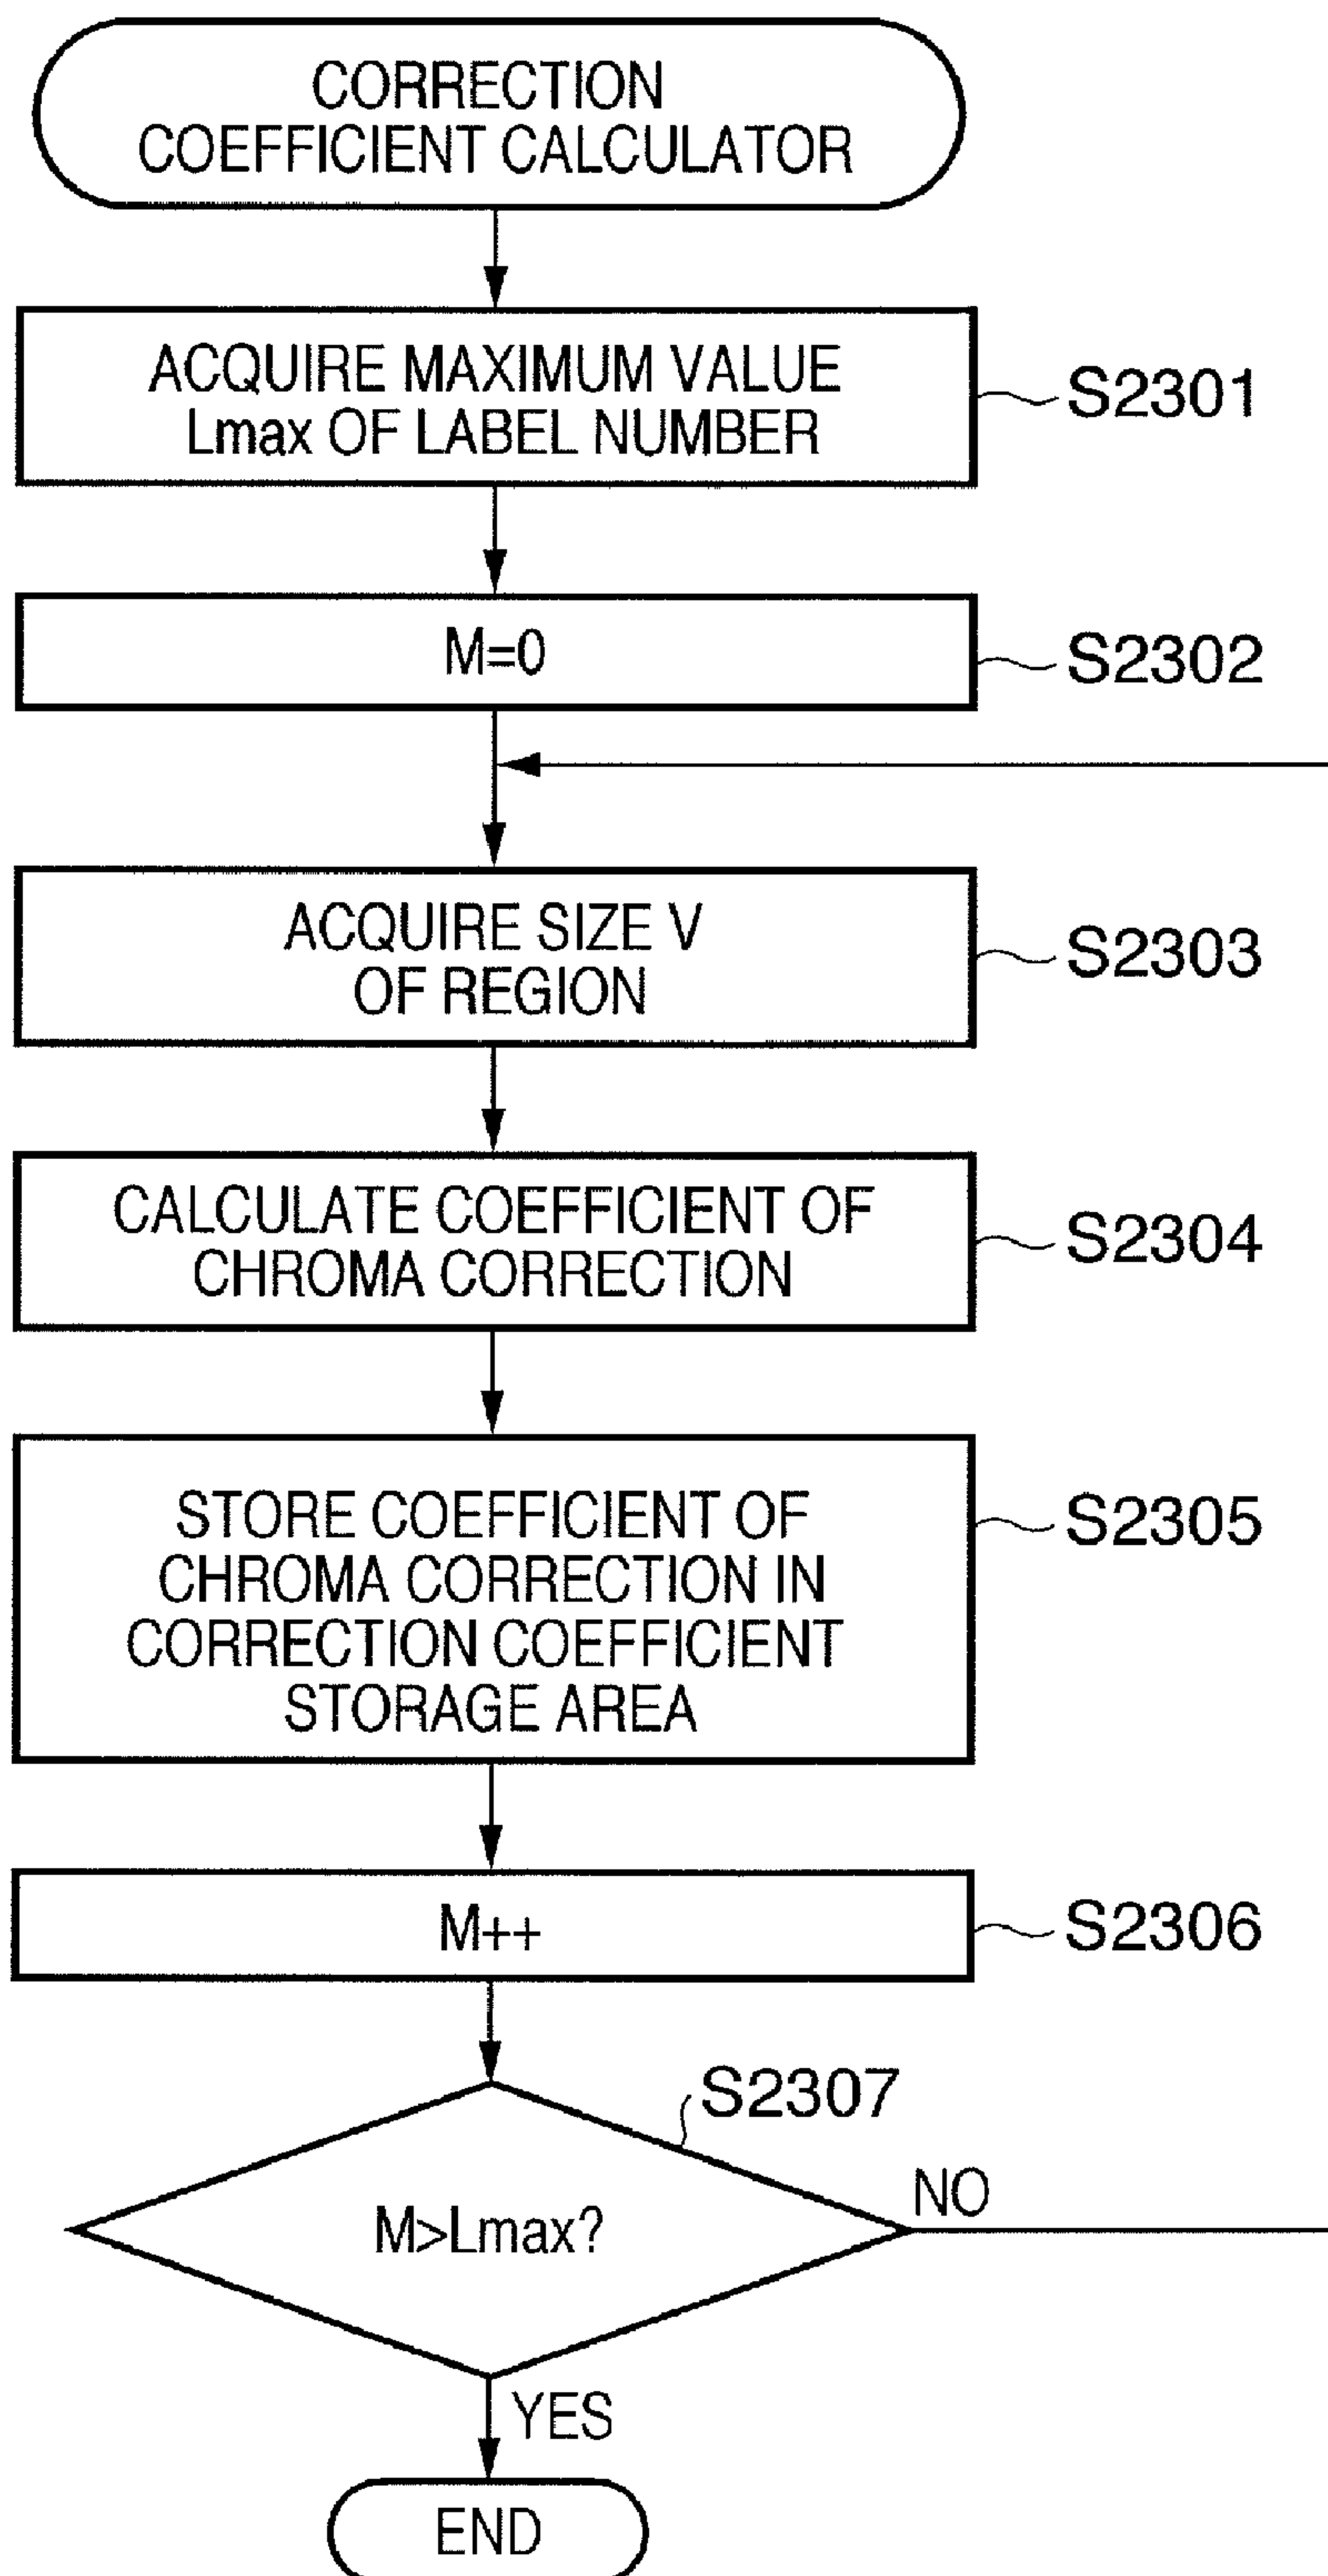 CORRECTION
COEFFICIENT CALCULATOR
ACQUIRE MAXIMUM VALUE
Lmax OF LABEL NUMBER
S2301
M=0
S2302
ACQUIRE SIZE V
OF REGION
S2303
CALCULATE COEFFICIENT OF
CHROMA CORRECTION
S2304
STORE COEFFICIENT OF
CHROMA CORRECTION IN
CORRECTION COEFFICIENT
STORAGE AREA
S2305
M++
S2306
S2307
M>Lmax?
NO
YES
END